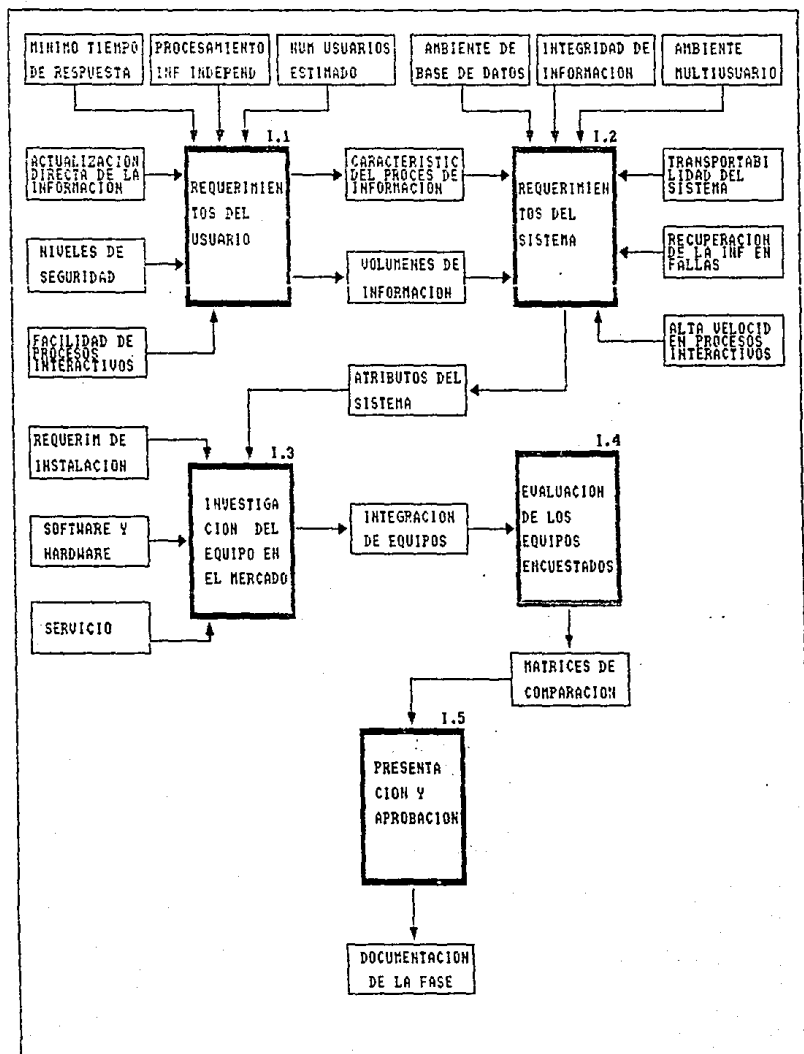 MINIMO TIEMPO
DE RESPUESTA
PROCESAMIENTO
INF INDEPEND
NUM USUARIOS
ESTIMADO
AMBIENTE DE
BASE DE DATOS
INTEGRIDAD DE
INFORMACION
AMBIENTE
MULTIUSUARIO
I.1
I.2
ACTUALIZACION
DIRECTA DE LA
INFORMACION
REQUERIMIEN
TOS DEL
USUARIO
CARACTERISTIC
DEL PROCES DE
INFORMACION
REQUERIMIEN
TOS DEL
SISTEMA
TRANSPORTABI
LIDAD DEL
SISTEMA
NIVELES DE
SEGURIDAD
VOLUMENES DE
INFORMACION
RECUPERACION
DE LA INF EN
FALLAS
FACILIDAD DE
PROCESOS
INTERACTIVOS
ALTA VELOCID
EN PROCESOS
INTERACTIVOS
ATRIBUTOS DEL
SISTEMA
REQUERIM DE
INSTALACION
I.3
I.4
SOFTWARE Y
HARDWARE
INVESTIGA
CION DEL
EQUIPO EN
EL MERCADO
INTEGRACION
DE EQUIPOS
EVALUACION
DE LOS
EQUIPOS
ENCUESTADOS
SERVICIO
MATRICES DE
COMPARACION
I.5
PRESENTA
CION Y
APROBACION
DOCUMENTACION
DE LA FASE